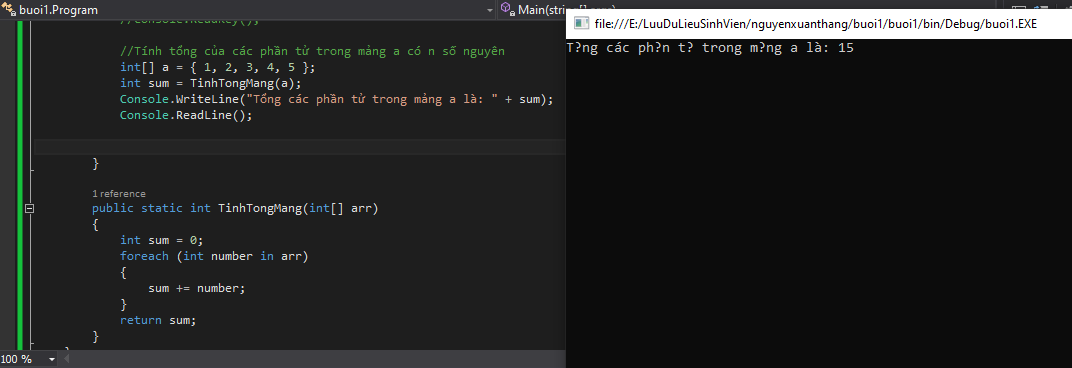 buoi1.Program
Main(string[] args)
//Console.ReadKey();
//Tính tổng của các phần tử trong mảng a có n số nguyên
int[] a = { 1, 2, 3, 4, 5 };
int sum = TinhTongMang(a);
Console.WriteLine("Tổng các phần tử trong mảng a là: " + sum);
Console.ReadLine();
}
1 reference
public static int TinhTongMang(int[] arr)
{
int sum = 0;
foreach (int number in arr)
{
sum += number;
}
return sum;
}
100 %
file:///E:/LuuDuLieuSinhVien/nguyenxuanthang/buoi1/buoi1/bin/Debug/buoi1.EXE
T?ng các ph?n t? trong m?ng a là: 15